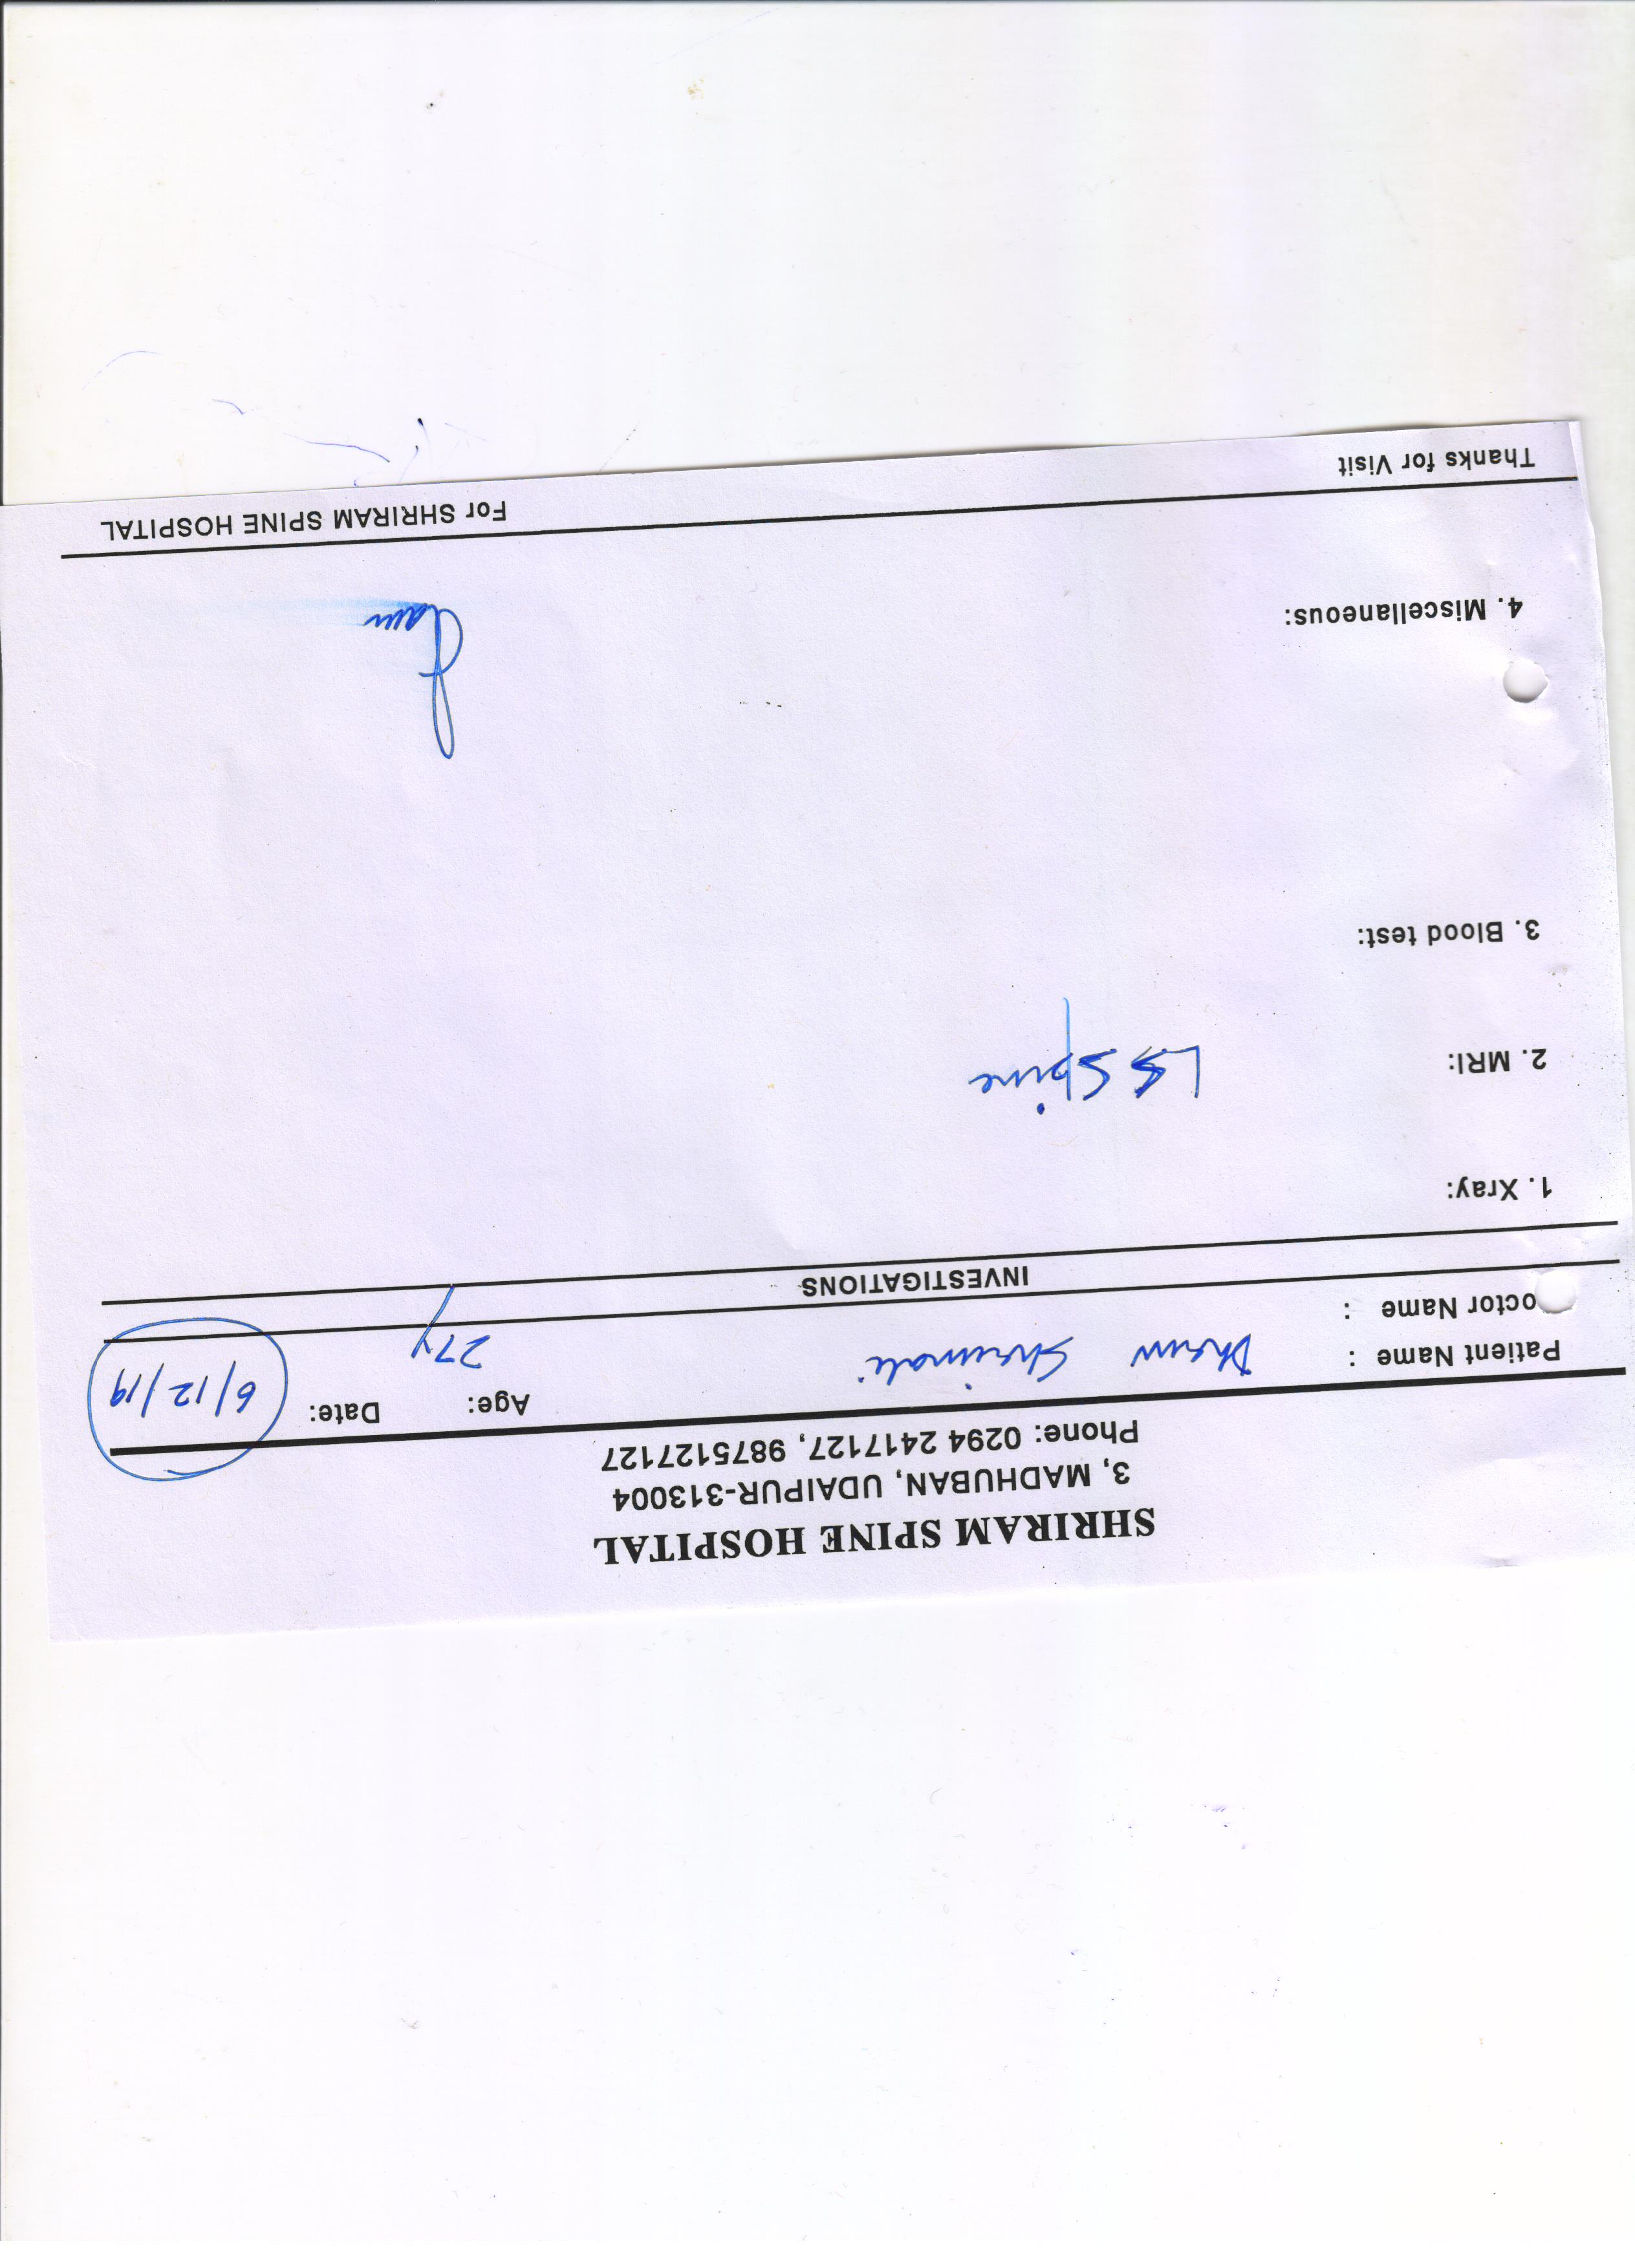 SHRIRAM SPINE HOSPITAL
3, MADHUBAN, UDAIPUR-313004
Phone: 0294 2417127, 9875127127
Patient Name : Shrimali Age: 27y Date: 6/12/19
octor Name :
INVESTIGATIONS
1. Xray:
2. MRI: LS Spine
3. Blood test:
4. Miscellaneous:
Thanks for Visit For SHRIRAM SPINE HOSPITAL